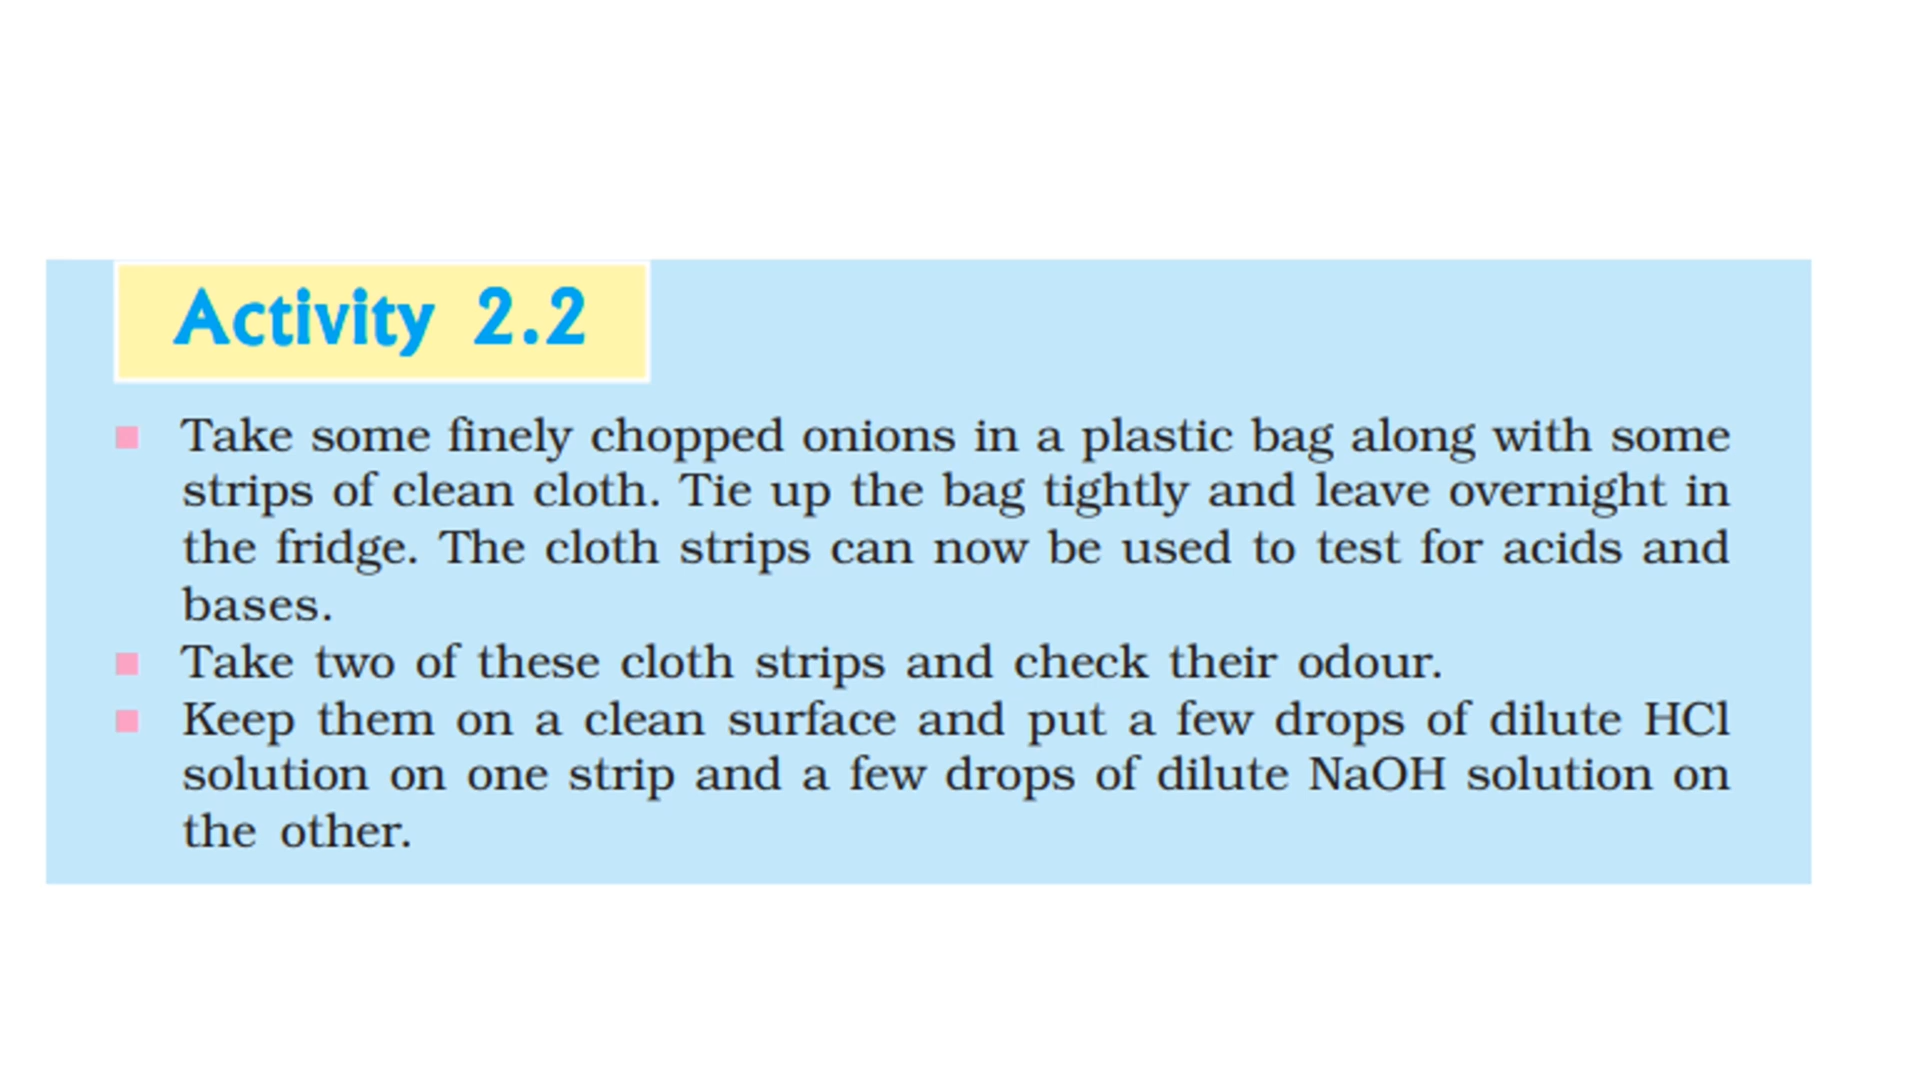 Activity 2.2
Take some finely chopped onions in a plastic bag along with some
strips of clean cloth. Tie up the bag tightly and leave overnight in
the fridge. The cloth strips can now be used to test for acids and
bases.
Take two of these cloth strips and check their odour.
Keep them on a clean surface and put a few drops of dilute HCl
solution on one strip and a few drops of dilute NaOH solution on
the other.